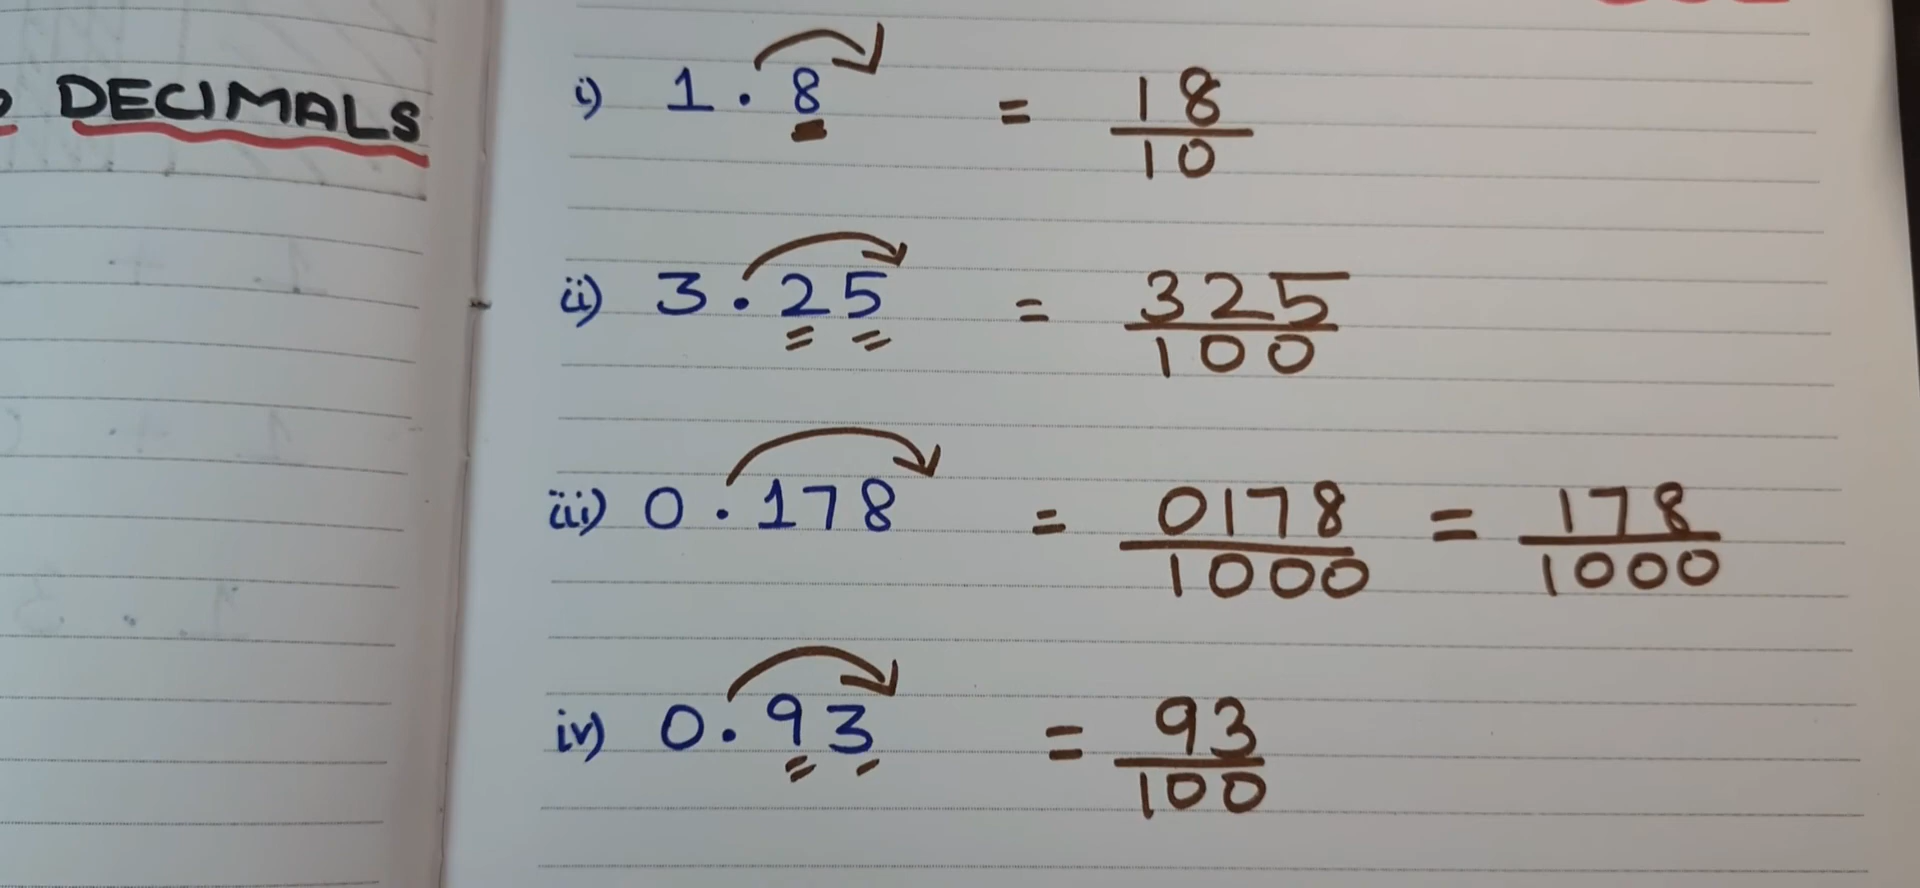 DECIMALS
i) 1.8 = 18/10
ii) 3.25 = 325/100
iii) 0.178 = 0178/1000 = 178/1000
iv) 0.93 = 93/100